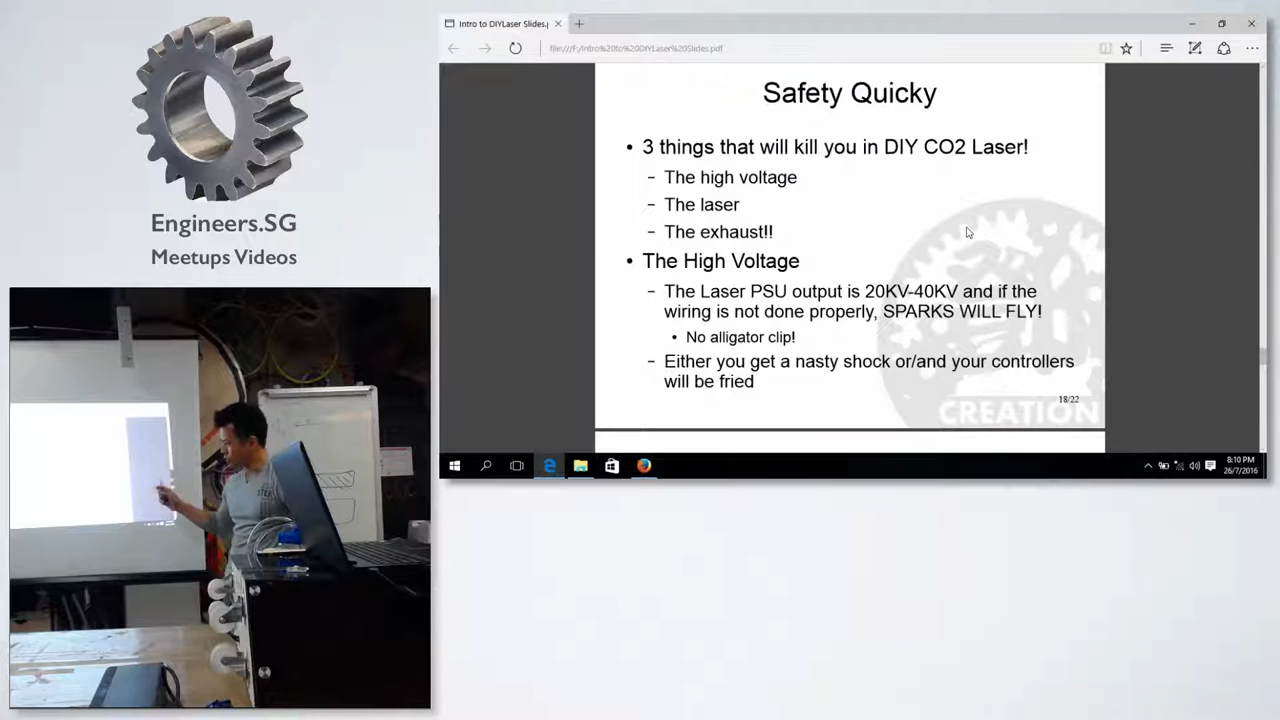 Engineers.SG
Meetups Videos
Intro to DIYLaser Slides.p
file:///F:/Intro%20to%20DIYLaser%20Slides.pdf
Safety Quicky
• 3 things that will kill you in DIY CO2 Laser!
– The high voltage
– The laser
– The exhaust!!
• The High Voltage
– The Laser PSU output is 20KV-40KV and if the
wiring is not done properly, SPARKS WILL FLY!
• No alligator clip!
– Either you get a nasty shock or/and your controllers
will be fried
18/22
CREATION
8:10 PM
26/7/2016